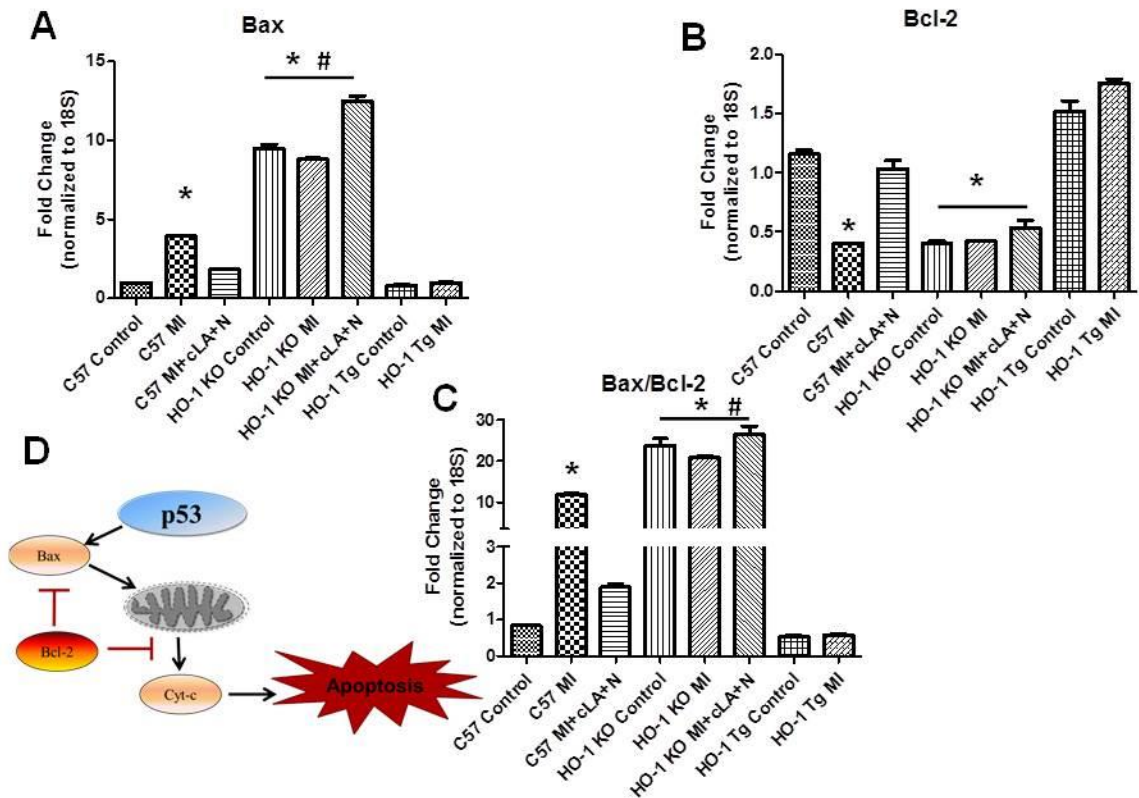 A
Bax
Fold Change
(normalized to 18S)
15
10
5
0
* #
*
C57 Control
C57 MI
C57 MI+cLA+N
HO-1 KO Control
HO-1 KO MI
HO-1 KO MI+cLA+N
HO-1 Tg Control
HO-1 Tg MI
B
Bcl-2
Fold Change
(normalized to 18S)
2.0
1.5
1.0
0.5
0.0
*
*
C57 Control
C57 MI
C57 MI+cLA+N
HO-1 KO Control
HO-1 KO MI
HO-1 KO MI+cLA+N
HO-1 Tg Control
HO-1 Tg MI
C
Bax/Bcl-2
Fold Change
(normalized to 18S)
30
20
10
3
2
1
0
* #
*
C57 Control
C57 MI
C57 MI+cLA+N
HO-1 KO Control
HO-1 KO MI
HO-1 KO MI+cLA+N
HO-1 Tg Control
HO-1 Tg MI
D
p53
Bax
Bcl-2
Cyt-c
Apoptosis